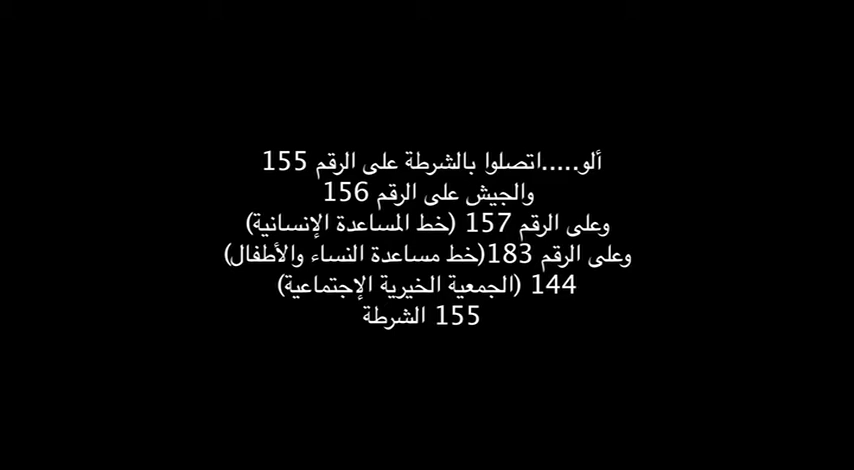 ألو.....اتصلوا بالشرطة على الرقم 155
والجيش على الرقم 156
وعلى الرقم 157 (خط المساعدة الإنسانية)
وعلى الرقم 183(خط مساعدة النساء والأطفال)
144 (الجمعية الخيرية الإجتماعية)
155 الشرطة